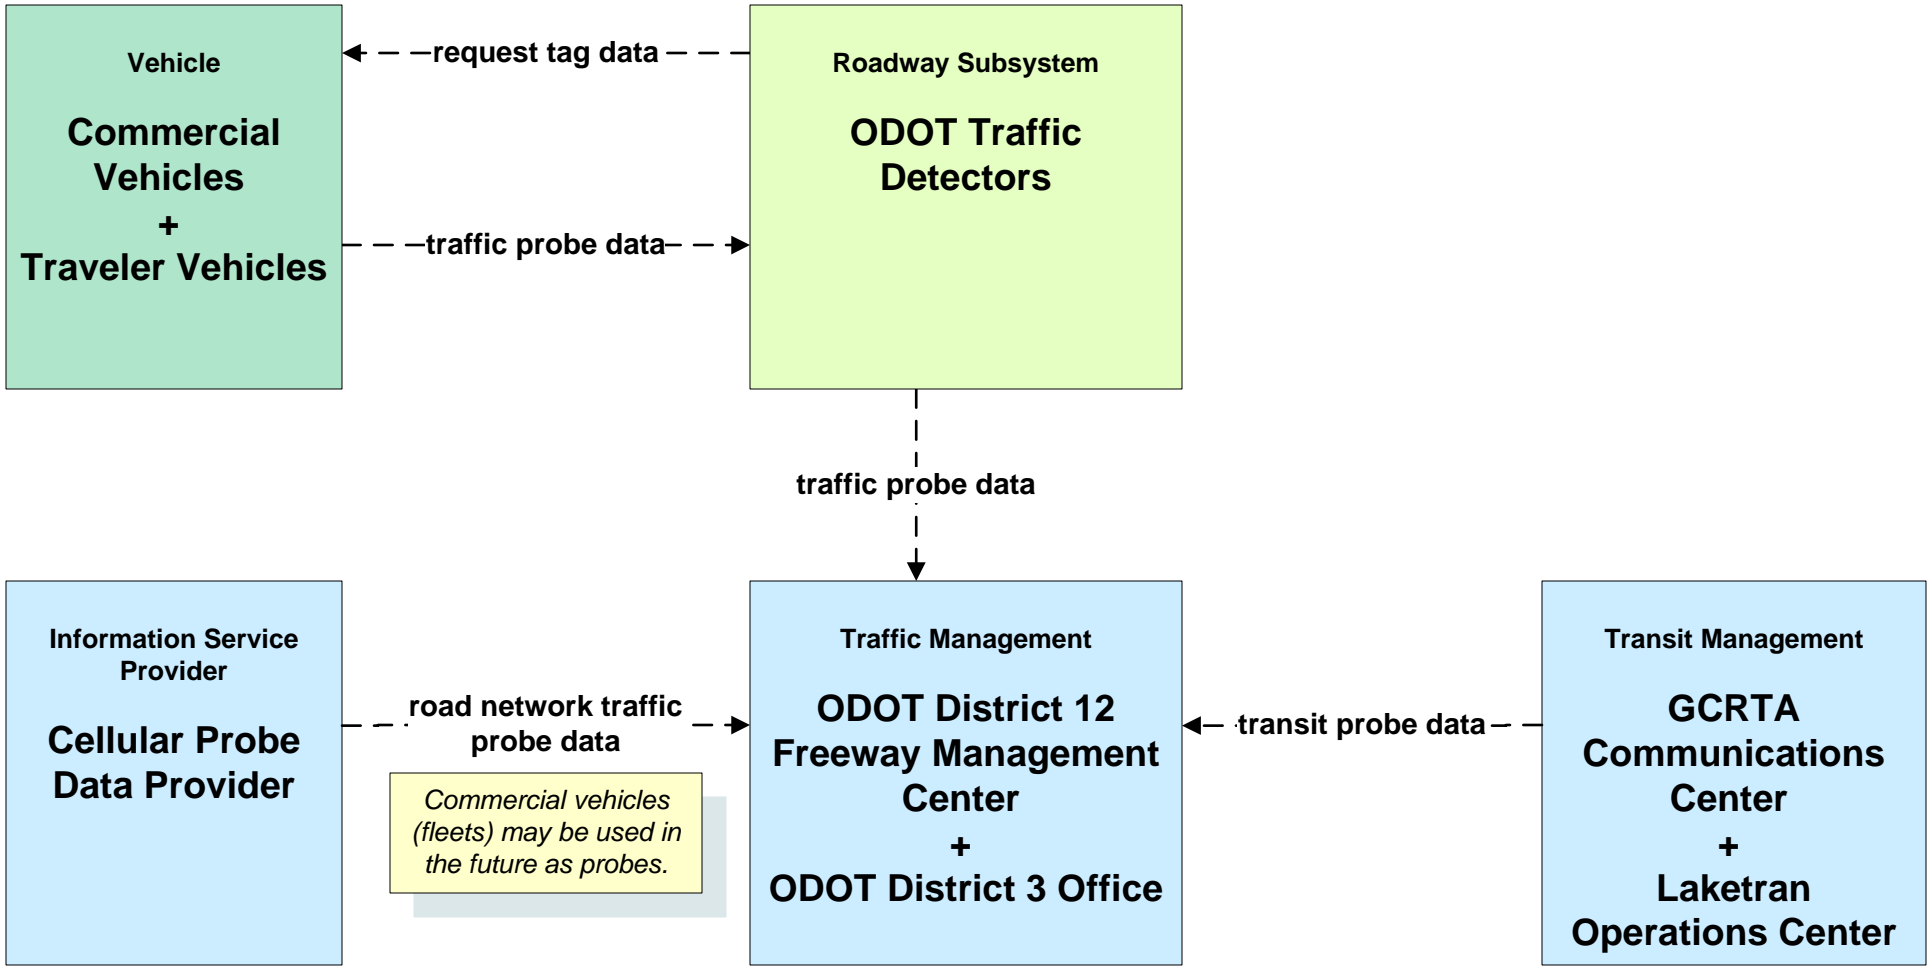 Vehicle
Commercial
Vehicles
+
Traveler Vehicles
request tag data
traffic probe data
Roadway Subsystem
ODOT Traffic
Detectors
traffic probe data
Information Service
Provider
Cellular Probe
Data Provider
road network traffic
probe data
Commercial vehicles
(fleets) may be used in
the future as probes.
Traffic Management
ODOT District 12
Freeway Management
Center
+
ODOT District 3 Office
transit probe data
Transit Management
GCRTA
Communications
Center
+
Laketran
Operations Center